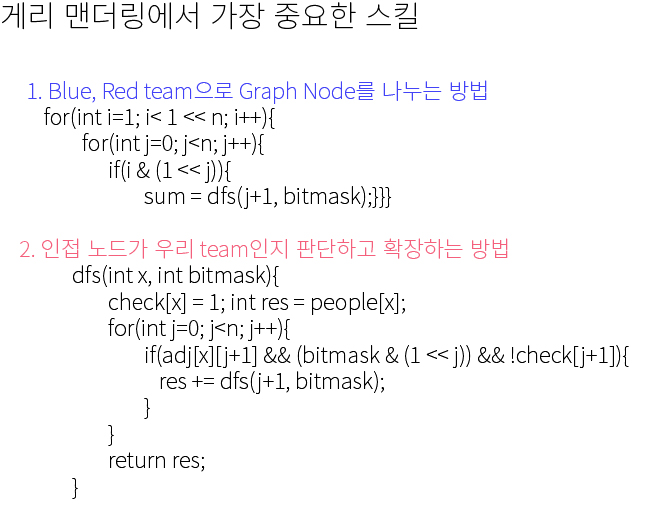 게리 맨더링에서 가장 중요한 스킬
1. Blue, Red team으로 Graph Node를 나누는 방법
for(int i=1; i< 1 << n; i++){
for(int j=0; j<n; j++){
if(i & (1 << j)){
sum = dfs(j+1, bitmask);}}}
2. 인접 노드가 우리 team인지 판단하고 확장하는 방법
dfs(int x, int bitmask){
check[x] = 1; int res = people[x];
for(int j=0; j<n; j++){
if(adj[x][j+1] && (bitmask & (1 << j)) && !check[j+1]){
res += dfs(j+1, bitmask);
}
}
return res;
}